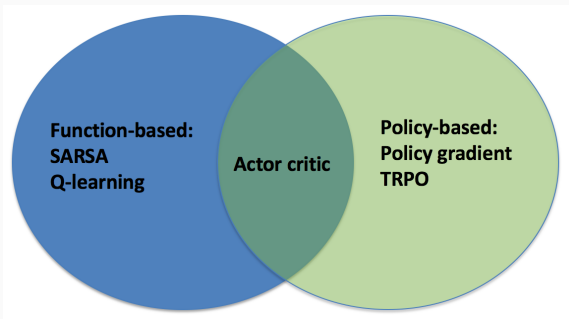 Function-based:
SARSA
Q-learning
Actor critic
Policy-based:
Policy gradient
TRPO